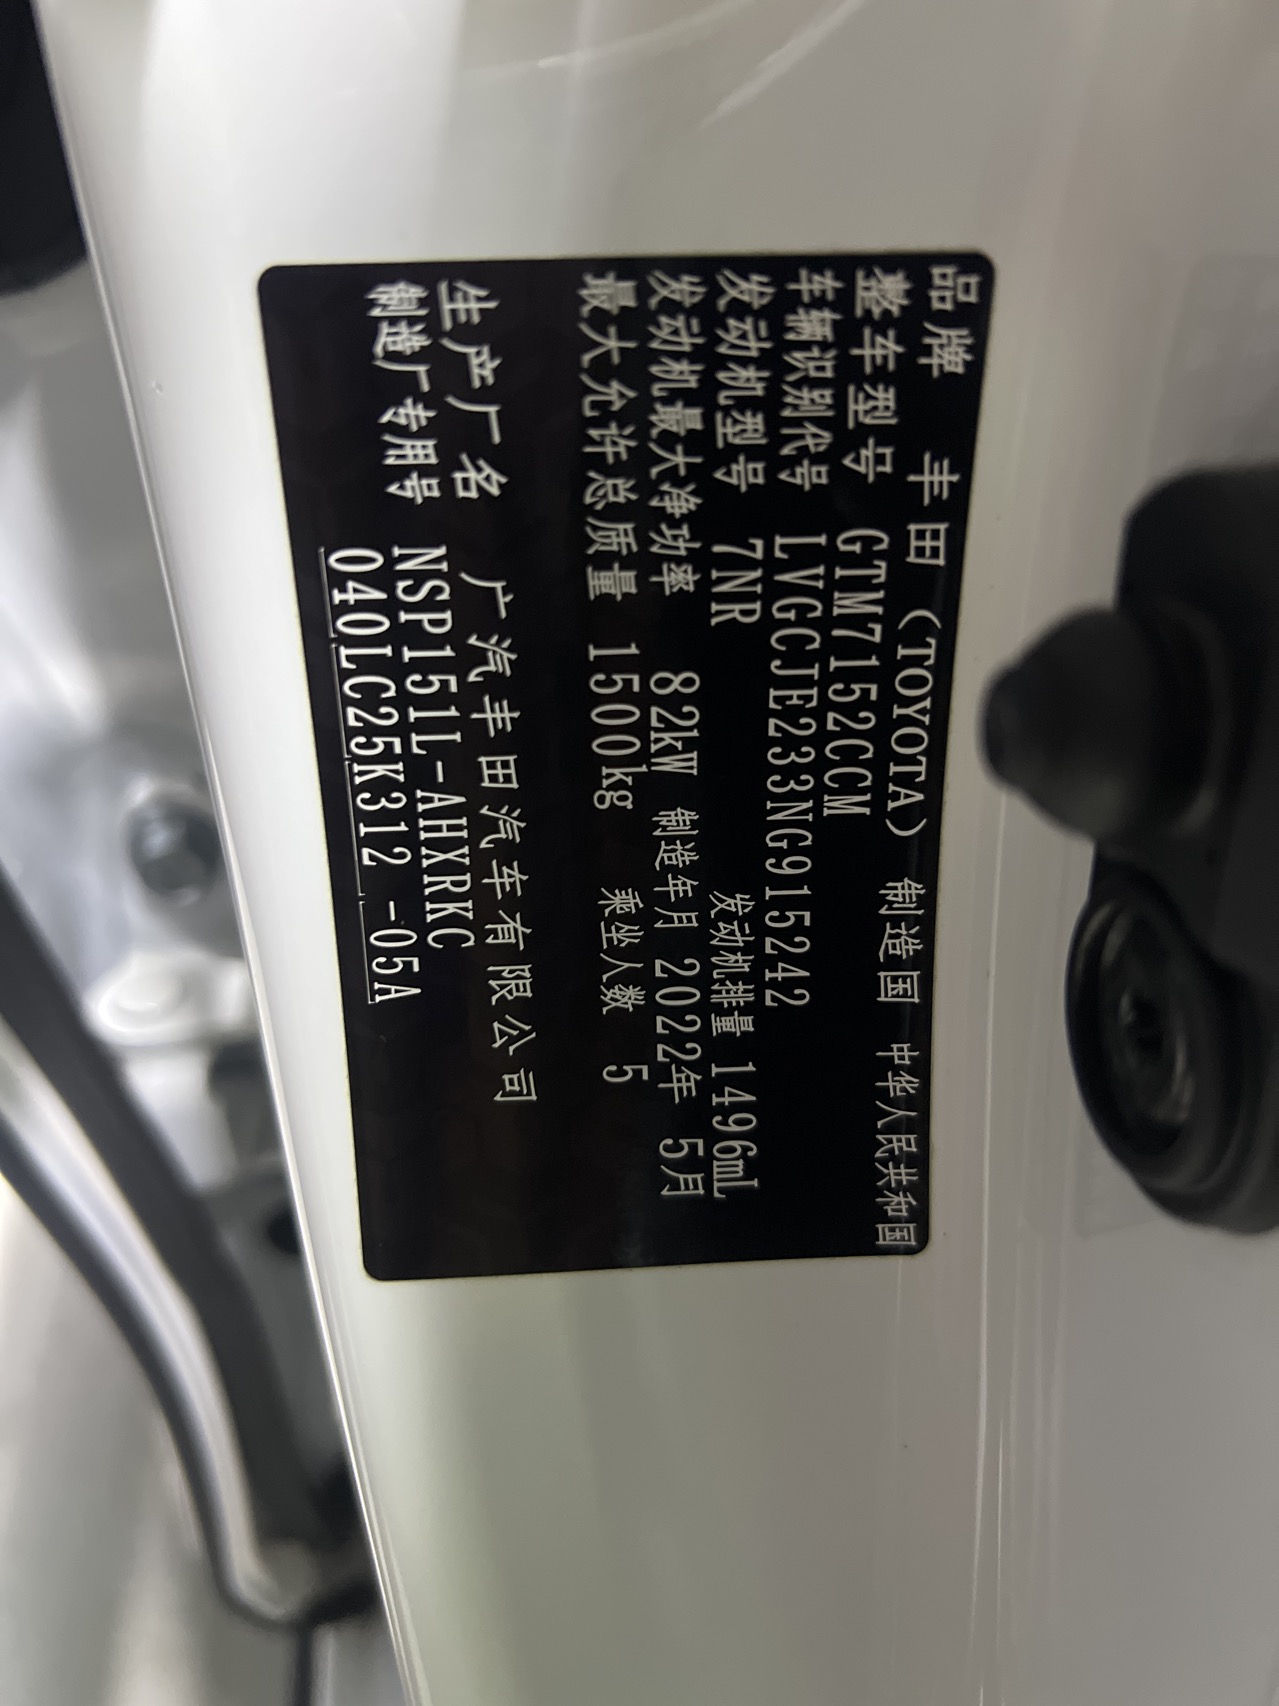 品牌 丰田 (TOYOTA) 制造国 中华人民共和国
整车型号 GTM7152CCM
车辆识别代号 LVGCJE233NG915242
发动机型号 7NR 发动机排量 1496mL
发动机最大净功率 82kW 制造年月 2022年 5月
最大允许总质量 1500kg 乘坐人数 5
生产厂名 广汽丰田汽车有限公司
制造厂专用号 NSP151L-AHXRKC
040LC25K312 -05A